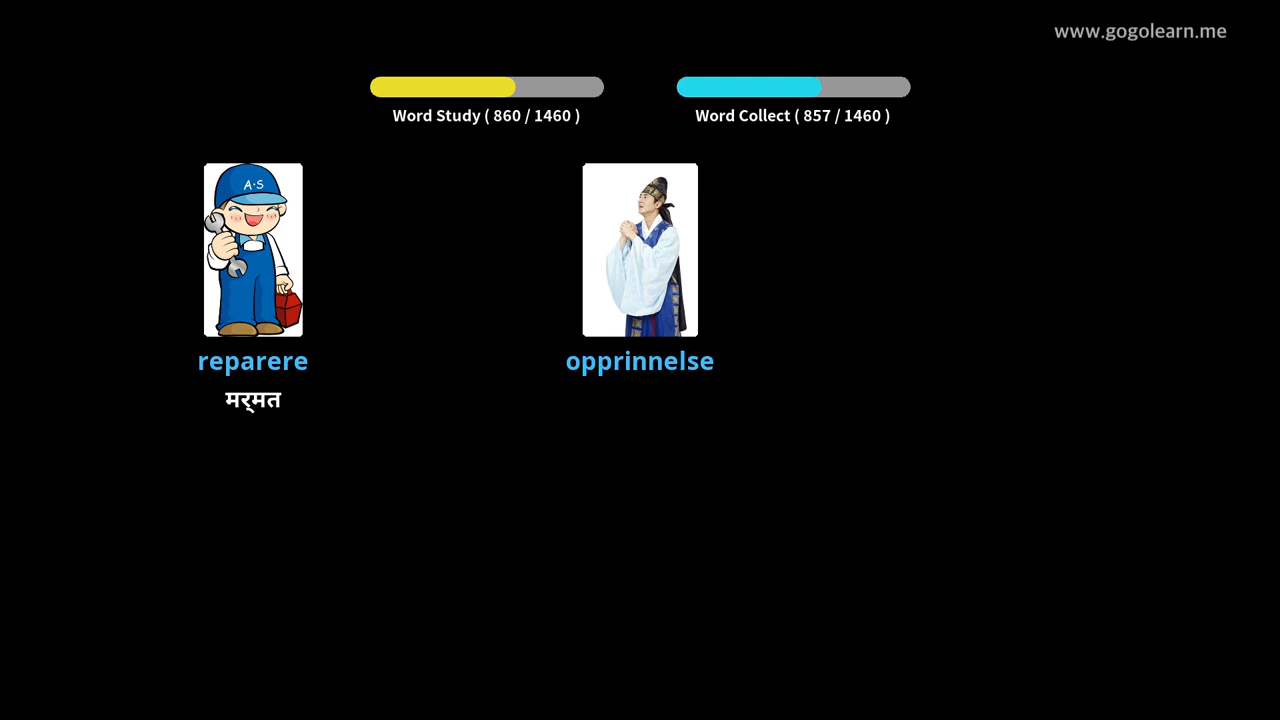 www.gogolearn.me
Word Study ( 860 / 1460 )
Word Collect ( 857 / 1460 )
A·S
reparere
opprinnelse
मर्‍मत